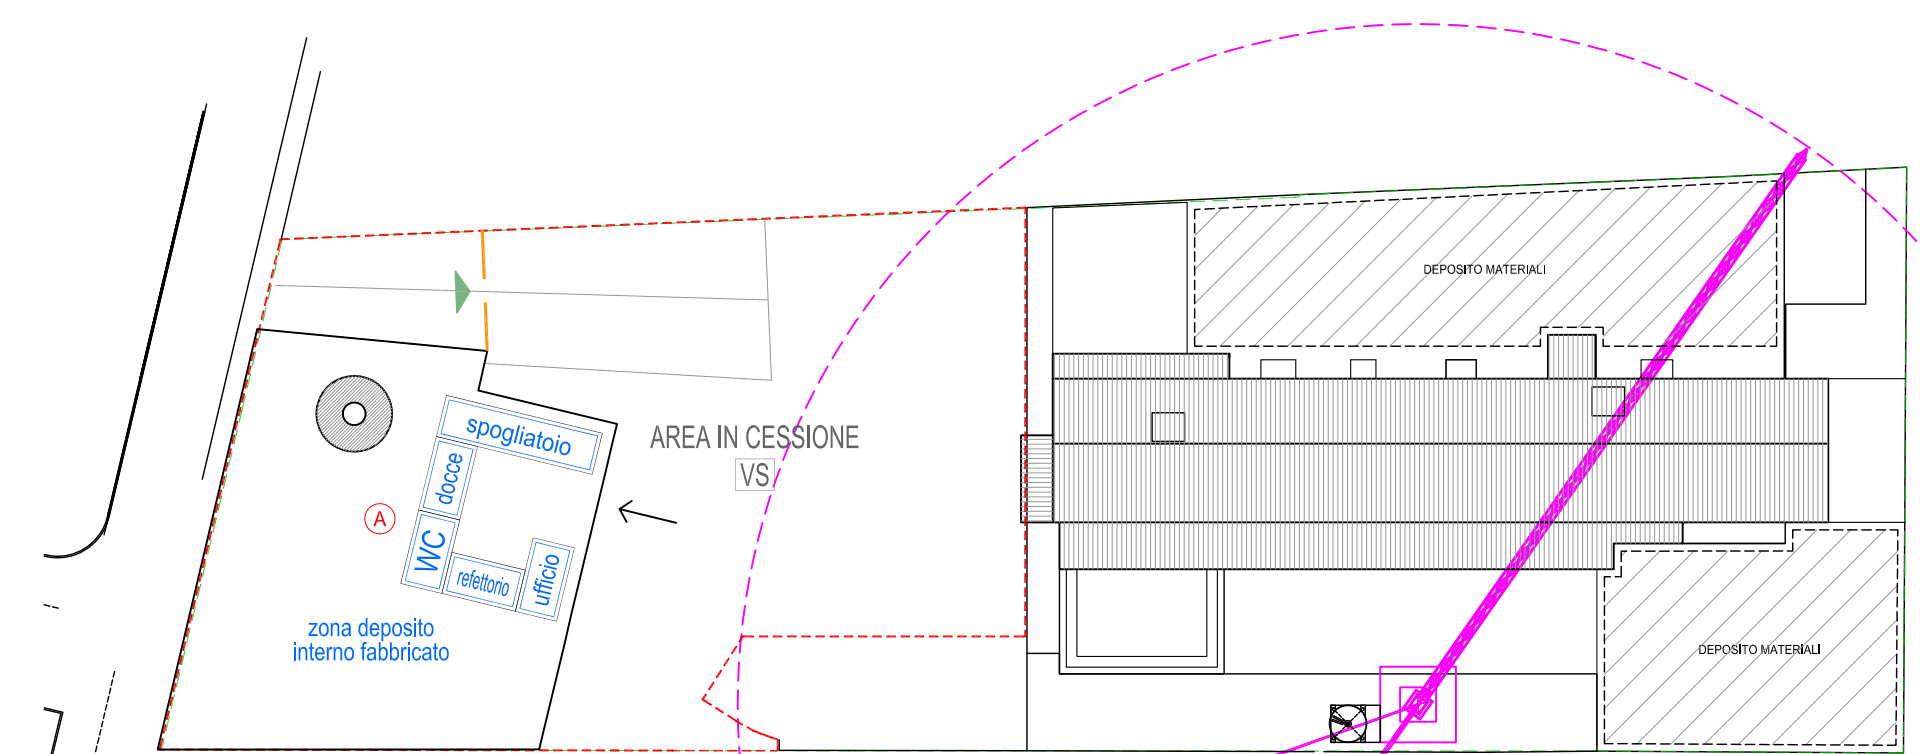 DEPOSITO MATERIALI
AREA IN CESSIONE
VS
spogliatoio
docce
A
WC
refettorio
ufficio
zona deposito
interno fabbricato
DEPOSITO MATERIALI